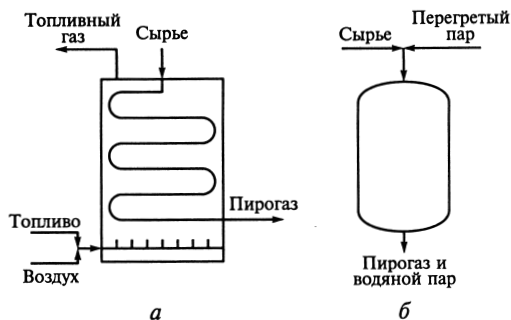 Топливный
газ
Сырье
Пирогаз
Топливо
Воздух
а
Сырье
Перегретый
пар
Пирогаз и
водяной пар
б